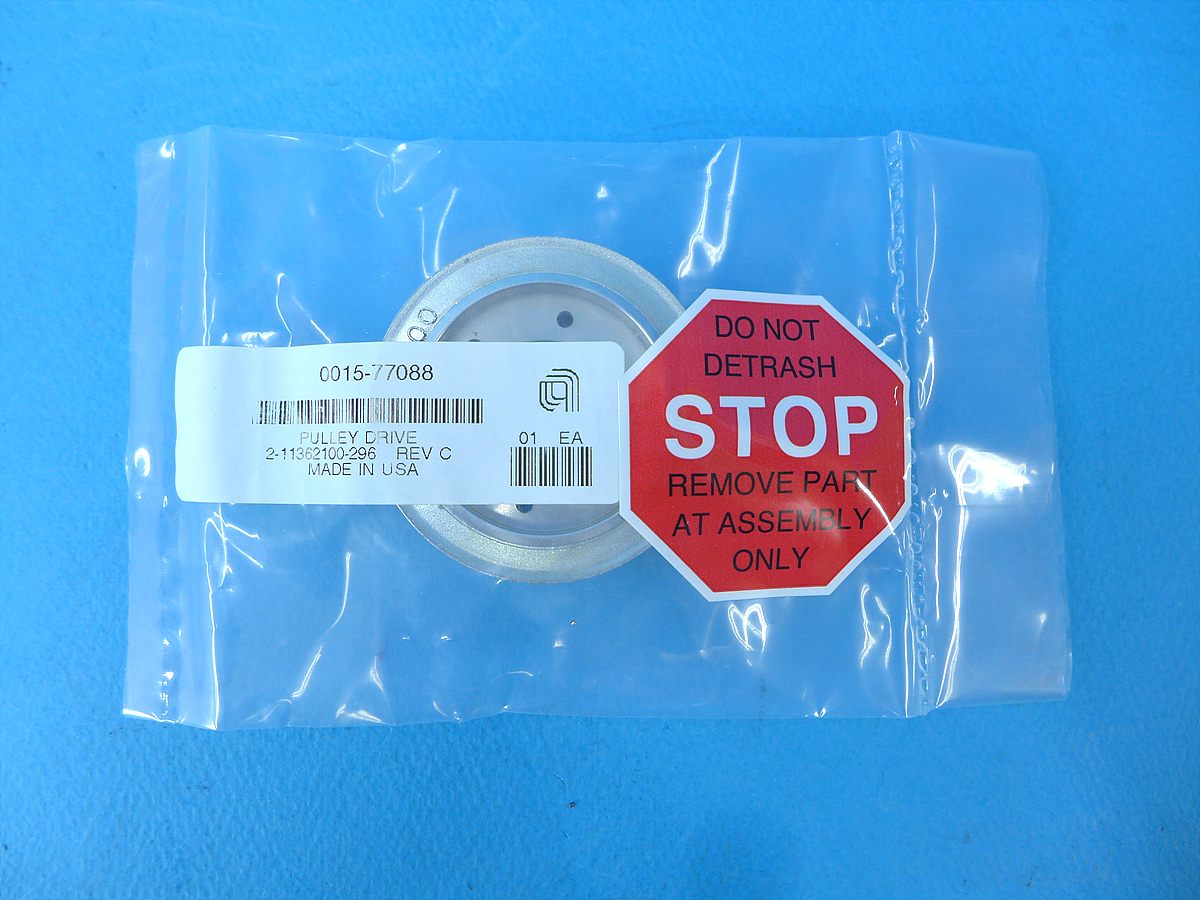 0015-77088
PULLEY DRIVE
2-11362100-296 REV C
MADE IN USA
01 EA
DO NOT
DETRASH
STOP
REMOVE PART
AT ASSEMBLY
ONLY